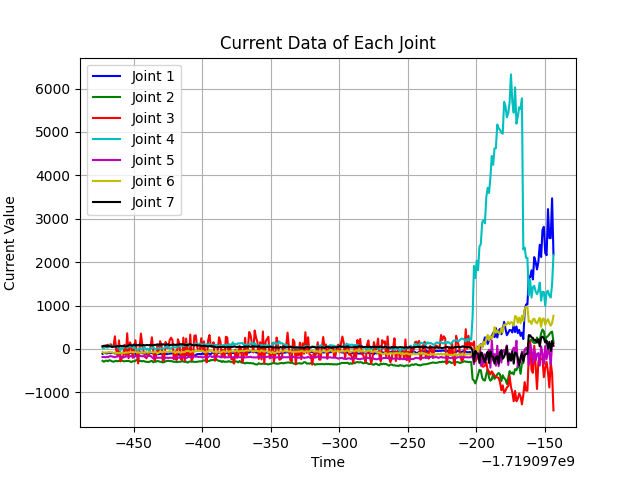 Current Data of Each Joint
Joint 1
Joint 2
Joint 3
Joint 4
Joint 5
Joint 6
Joint 7
Current Value
6000
5000
4000
3000
2000
1000
0
−1000
−450
−400
−350
−300
−250
−200
−150
Time
−1.719097e9